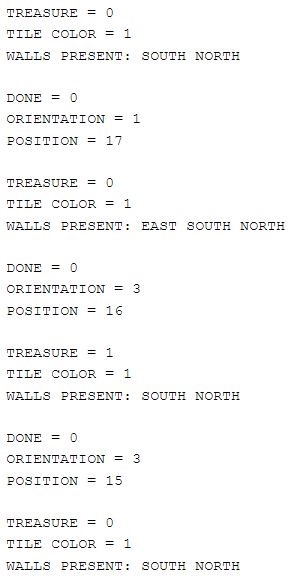 TREASURE = 0
TILE COLOR = 1
WALLS PRESENT: SOUTH NORTH
DONE = 0
ORIENTATION = 1
POSITION = 17
TREASURE = 0
TILE COLOR = 1
WALLS PRESENT: EAST SOUTH NORTH
DONE = 0
ORIENTATION = 3
POSITION = 16
TREASURE = 1
TILE COLOR = 1
WALLS PRESENT: SOUTH NORTH
DONE = 0
ORIENTATION = 3
POSITION = 15
TREASURE = 0
TILE COLOR = 1
WALLS PRESENT: SOUTH NORTH